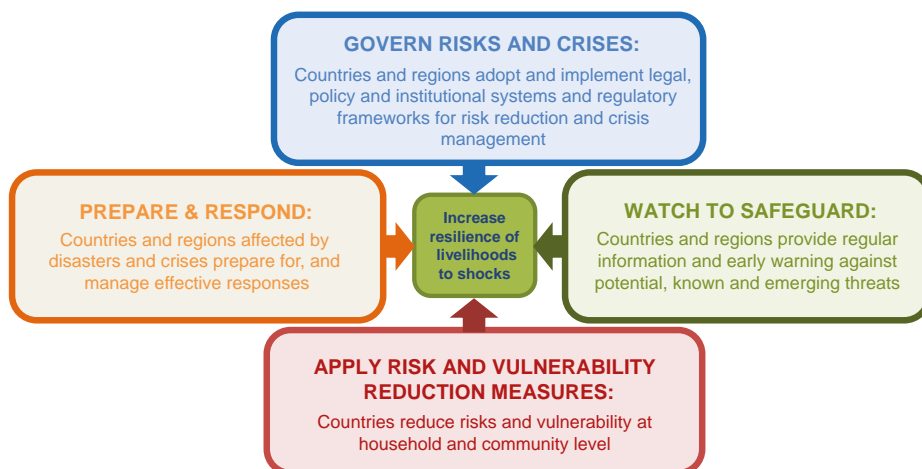 GOVERN RISKS AND CRISES:
Countries and regions adopt and implement legal,
policy and institutional systems and regulatory
frameworks for risk reduction and crisis
management
PREPARE & RESPOND:
Countries and regions affected by
disasters and crises prepare for, and
manage effective responses
Increase
resilience of
livelihoods
to shocks
WATCH TO SAFEGUARD:
Countries and regions provide regular
information and early warning against
potential, known and emerging threats
APPLY RISK AND VULNERABILITY
REDUCTION MEASURES:
Countries reduce risks and vulnerability at
household and community level